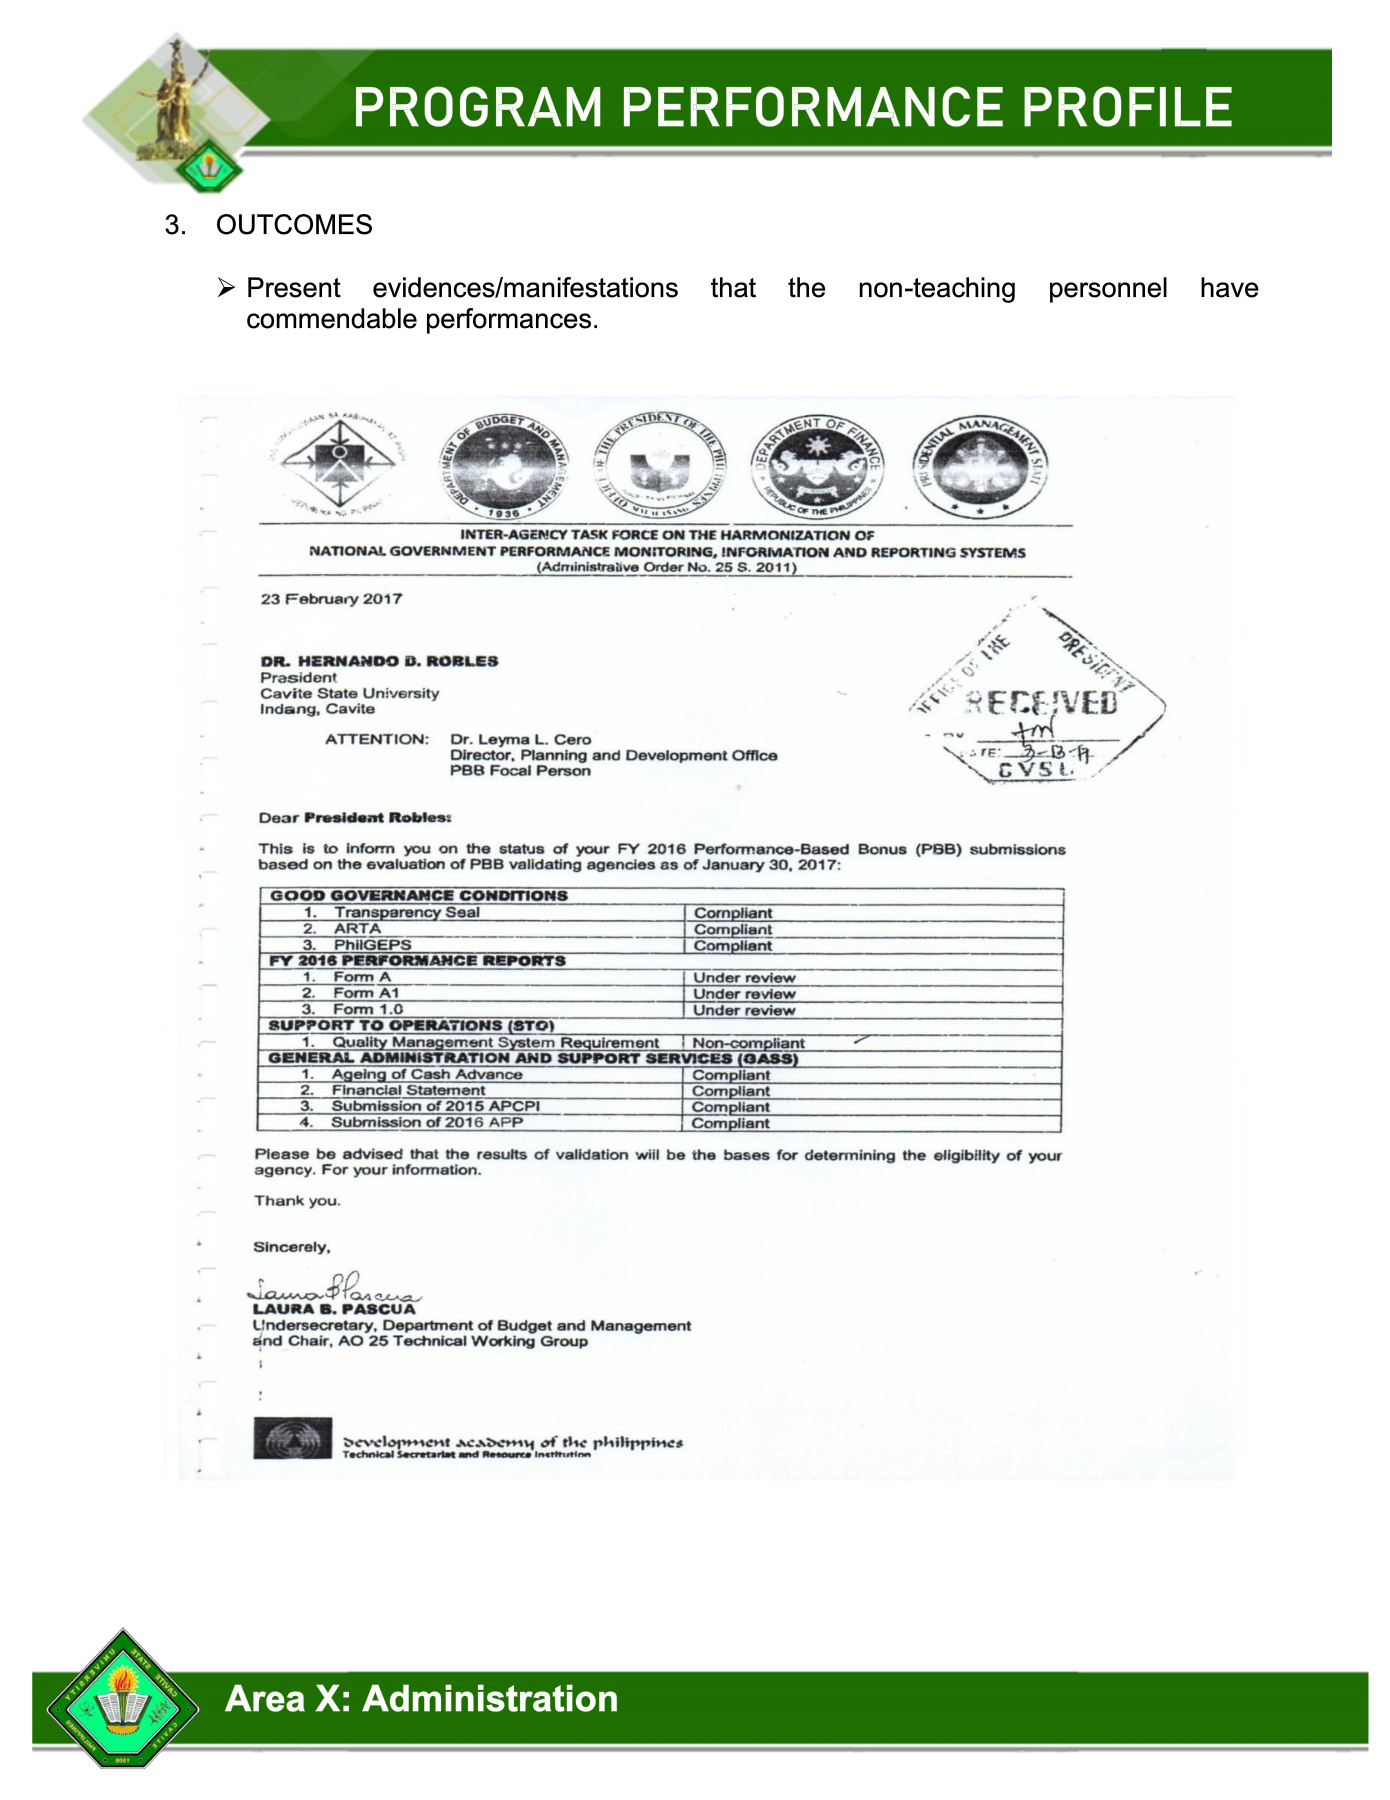 PROGRAM PERFORMANCE PROFILE
3. OUTCOMES
➢ Present evidences/manifestations that the non-teaching personnel have
commendable performances.
DEPARTMENT OF BUDGET AND MANAGEMENT
1936
OFFICE OF THE PRESIDENT OF THE PHILIPPINES
DEPARTMENT OF FINANCE
REPUBLIC OF THE PHILIPPINES
PRESIDENTIAL MANAGEMENT STAFF
INTER-AGENCY TASK FORCE ON THE HARMONIZATION OF
NATIONAL GOVERNMENT PERFORMANCE MONITORING, INFORMATION AND REPORTING SYSTEMS
(Administrative Order No. 25 S. 2011)
23 February 2017
DR. HERNANDO D. ROBLES
President
Cavite State University
Indang, Cavite
OFFICE OF THE PRESIDENT
RECEIVED
CVSU
ATTENTION: Dr. Leyma L. Cero
Director, Planning and Development Office
PBB Focal Person
Dear President Robles:
This is to inform you on the status of your FY 2016 Performance-Based Bonus (PBB) submissions
based on the evaluation of PBB validating agencies as of January 30, 2017:
GOOD GOVERNANCE CONDITIONS
1. Transparency Seal Compliant
2. ARTA Compliant
3. PhilGEPS Compliant
FY 2016 PERFORMANCE REPORTS
1. Form A Under review
2. Form A1 Under review
3. Form 1.0 Under review
SUPPORT TO OPERATIONS (STO)
1. Quality Management System Requirement Non-compliant
GENERAL ADMINISTRATION AND SUPPORT SERVICES (GASS)
1. Ageing of Cash Advance Compliant
2. Financial Statement Compliant
3. Submission of 2015 APCPI Compliant
4. Submission of 2016 APP Compliant
Please be advised that the results of validation will be the bases for determining the eligibility of your
agency. For your information.
Thank you.
Sincerely,
Laura B Pascua
LAURA B. PASCUA
Undersecretary, Department of Budget and Management
and Chair, AO 25 Technical Working Group
Development academy of the philippines
Technical Secretariat and Resource Institution
CAVITE STATE UNIVERSITY
CAVITE
PHILIPPINES
1906
Area X: Administration